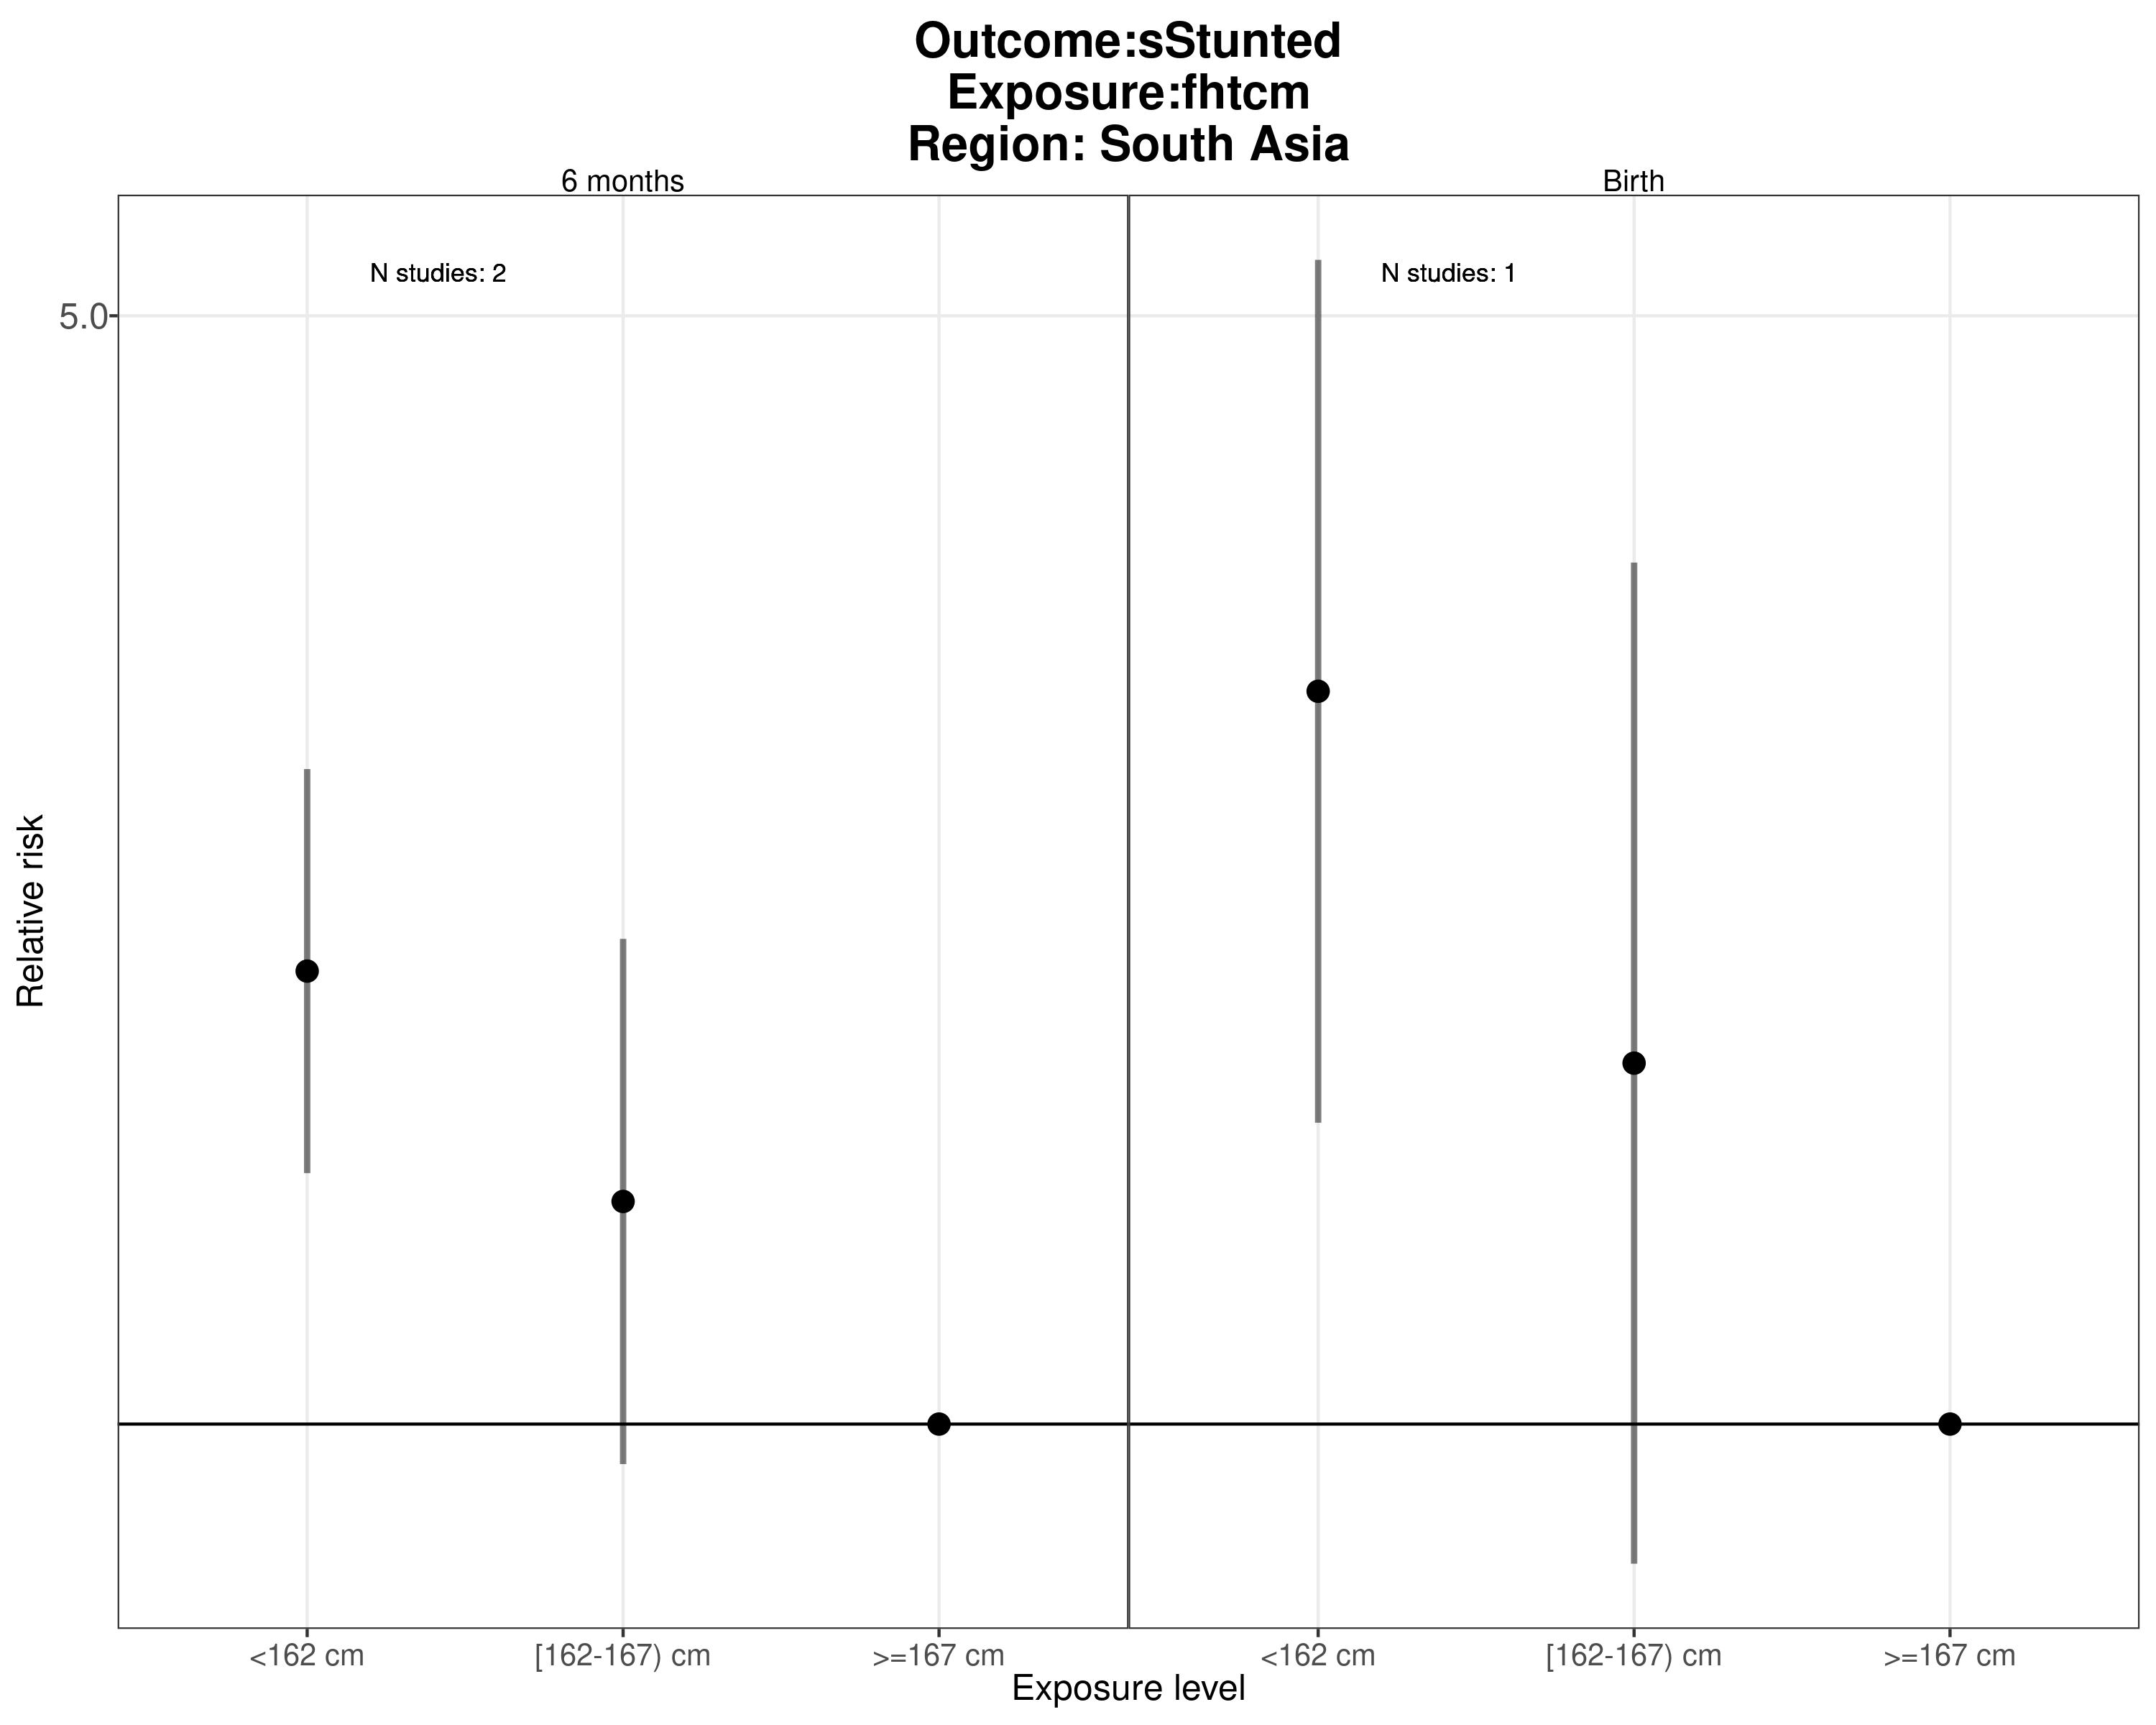 Outcome:sStunted
Exposure:fhtcm
Region: South Asia
6 months
Birth
N studies: 2
N studies: 1
5.0
Relative risk
<162 cm
[162-167) cm
>=167 cm
<162 cm
[162-167) cm
>=167 cm
Exposure level